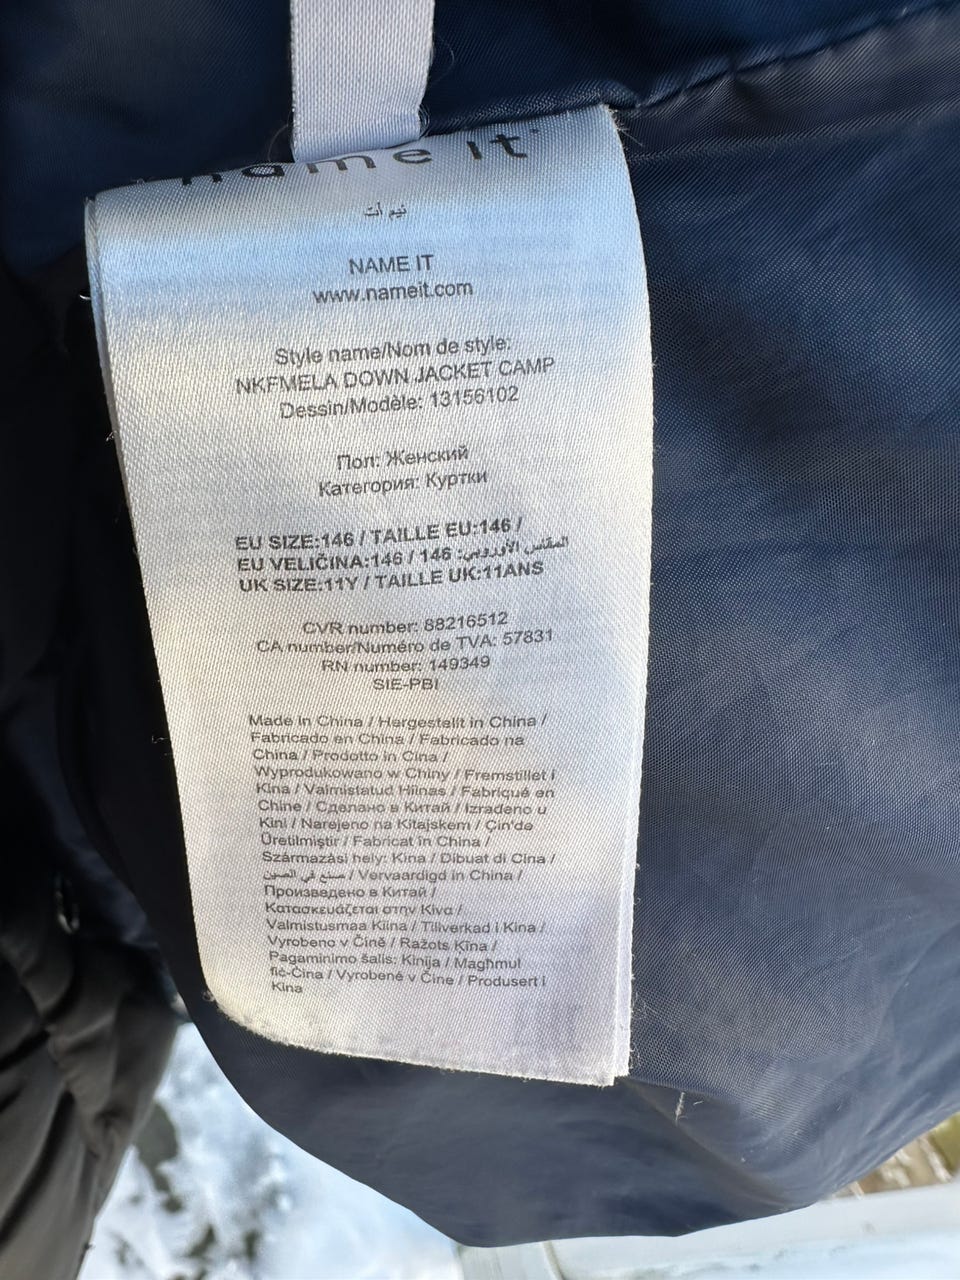 name it
نيم أت
NAME IT
www.nameit.com
Style name/Nom de style:
NKFMELA DOWN JACKET CAMP
Dessin/Modèle: 13156102
Пол: Женский
Категория: Куртки
EU SIZE:146 / TAILLE EU:146 /
EU VELIČINA:146 / 146 :المقاس الأوروبي
UK SIZE:11Y / TAILLE UK:11ANS
CVR number: 88216512
CA number/Numéro de TVA: 57831
RN number: 149349
SIE-PBI
Made in China / Hergestellt in China /
Fabricado en China / Fabricado na
China / Prodotto in Cina /
Wyprodukowano w Chiny / Fremstillet i
Kina / Valmistatud Hiinas / Fabriqué en
Chine / Сделано в Китай / Izrađeno u
Kini / Narejeno na Kitajskem / Çin'de
Üretilmiştir / Fabricat în China /
Származási hely: Kína / Dibuat di Cina /
صنع في الصين / Vervaardigd in China /
Произведено в Китай /
Κατασκευάζεται στην Κίνα /
Valmistusmaa Kiina / Tillverkad i Kina /
Vyrobeno v Číně / Ražots Ķīna /
Pagaminimo šalis: Kinija / Magħmul
fiċ-Ċina / Vyrobené v Číne / Produsert i
Kina